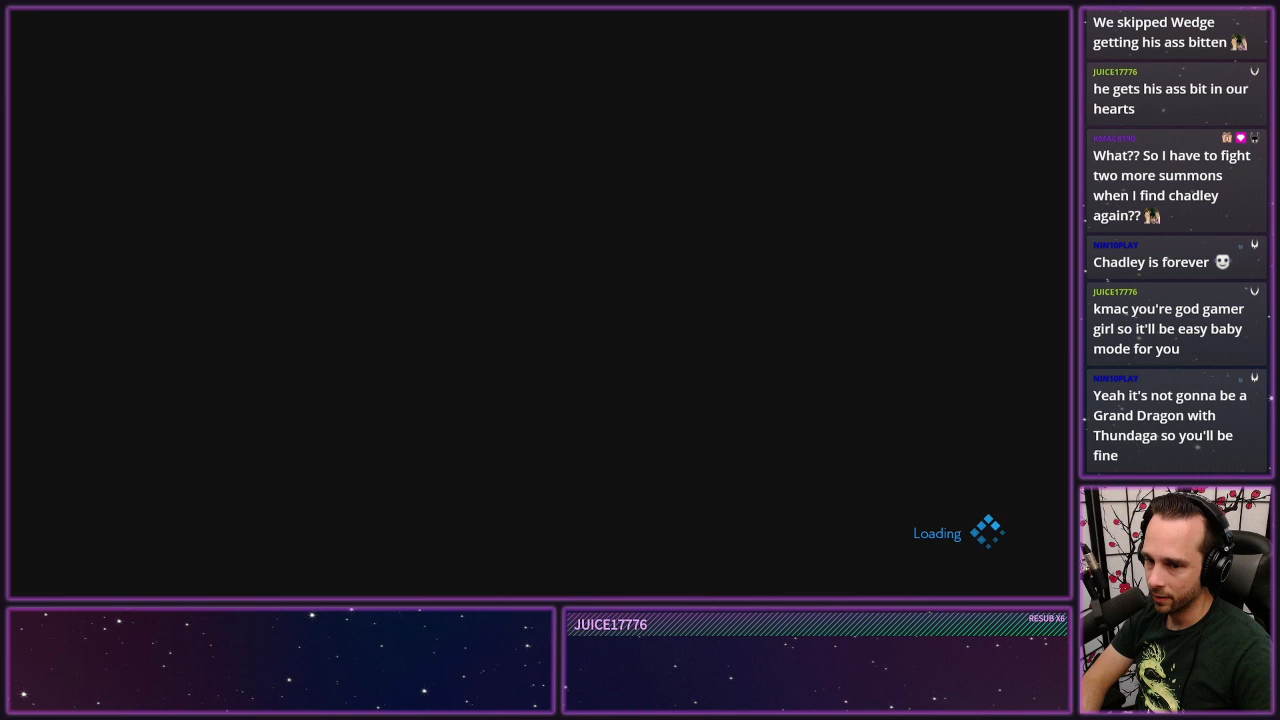 We skipped Wedge
getting his ass bitten
JUICE17776
he gets his ass bit in our
hearts
KMAC8190
What?? So I have to fight
two more summons
when I find chadley
again??
NIN10PLAY
Chadley is forever
JUICE17776
kmac you're god gamer
girl so it'll be easy baby
mode for you
NIN10PLAY
Yeah it's not gonna be a
Grand Dragon with
Thundaga so you'll be
fine
Loading
JUICE17776
RESUB X6